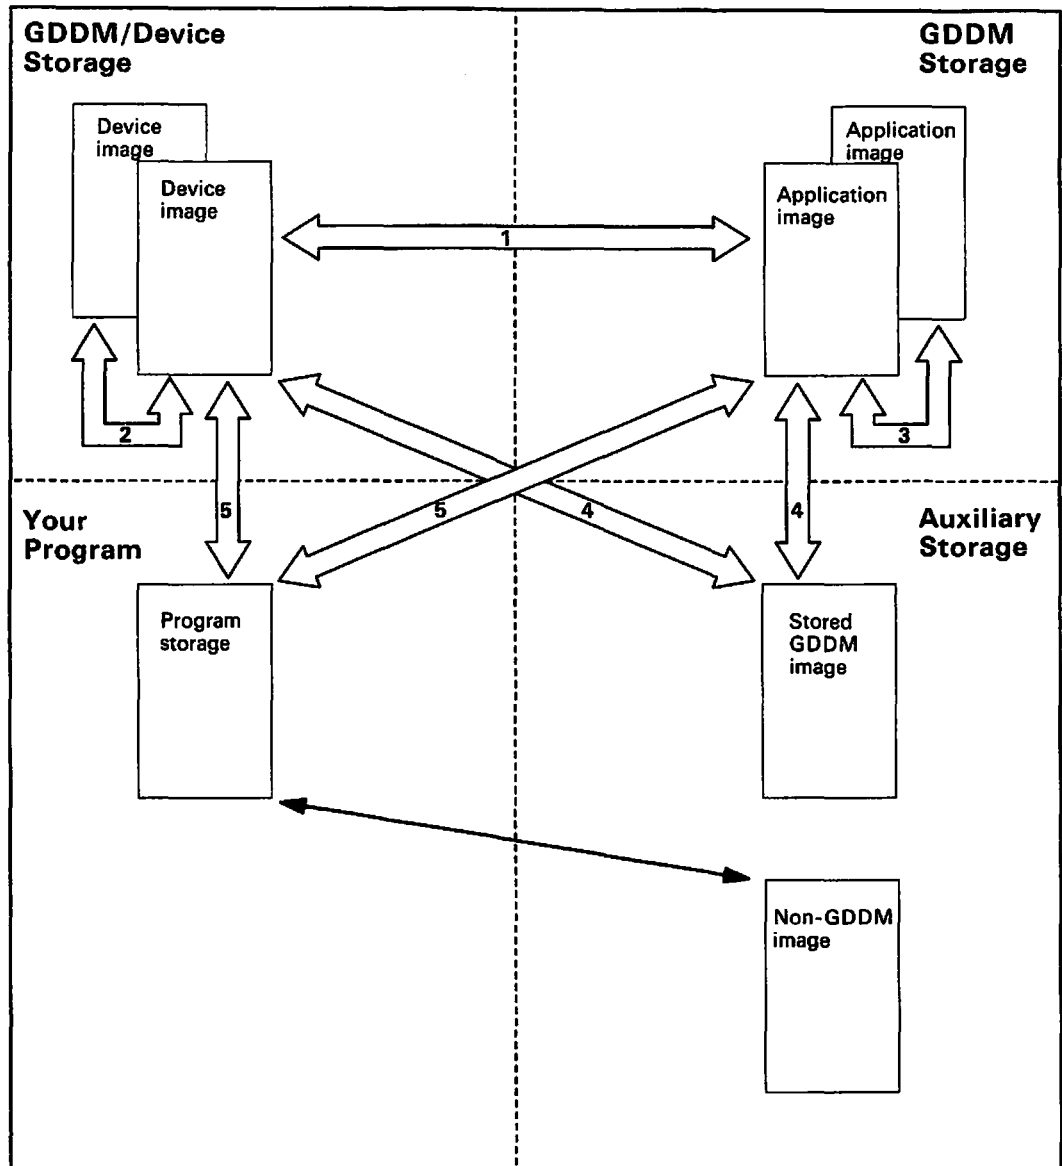 GDDM/Device
Storage
GDDM
Storage
Device
image
Device
image
Application
image
Application
image
1
2
3
5
5
4
4
Your
Program
Auxiliary
Storage
Program
storage
Stored
GDDM
image
Non-GDDM
image